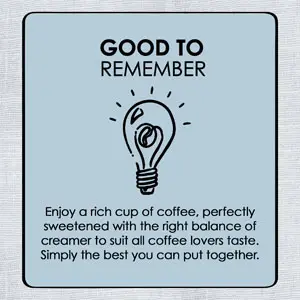 GOOD TO
REMEMBER
Enjoy a rich cup of coffee, perfectly
sweetened with the right balance of
creamer to suit all coffee lovers taste.
Simply the best you can put together.